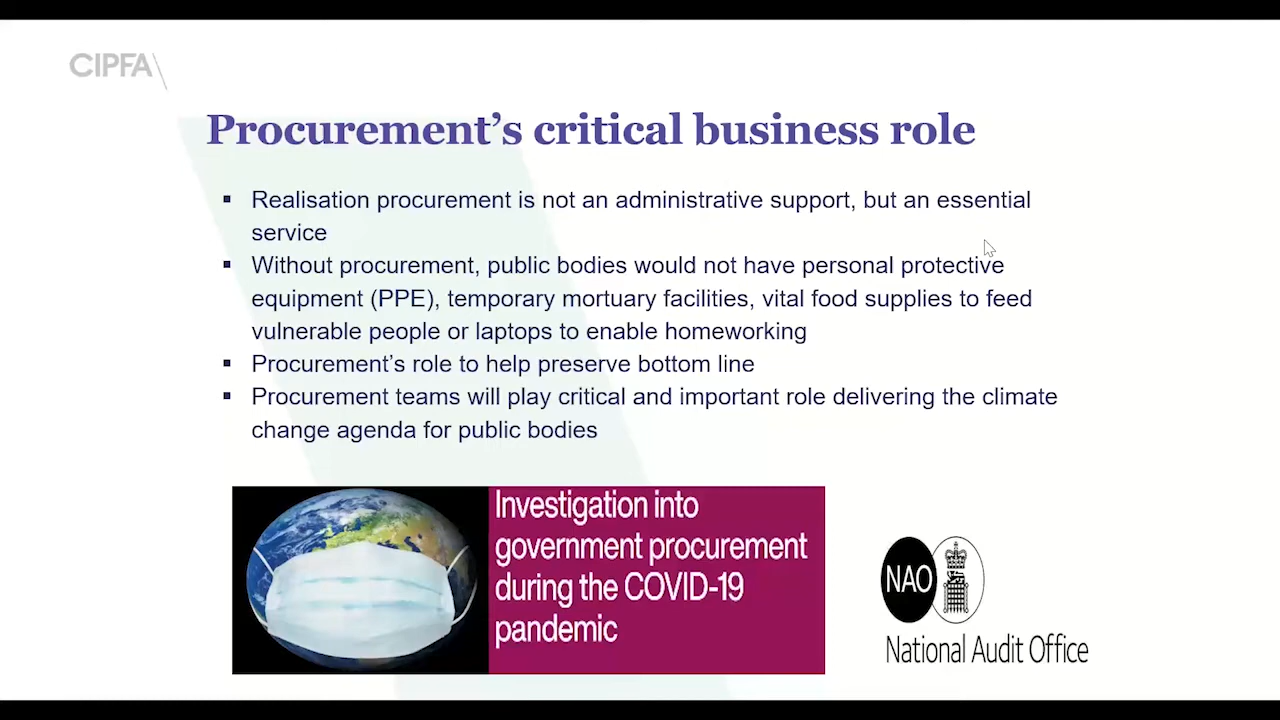 CIPFA
Procurement’s critical business role
▪ Realisation procurement is not an administrative support, but an essential
service
▪ Without procurement, public bodies would not have personal protective
equipment (PPE), temporary mortuary facilities, vital food supplies to feed
vulnerable people or laptops to enable homeworking
▪ Procurement’s role to help preserve bottom line
▪ Procurement teams will play critical and important role delivering the climate
change agenda for public bodies
Investigation into
government procurement
during the COVID-19
pandemic
NAO
National Audit Office